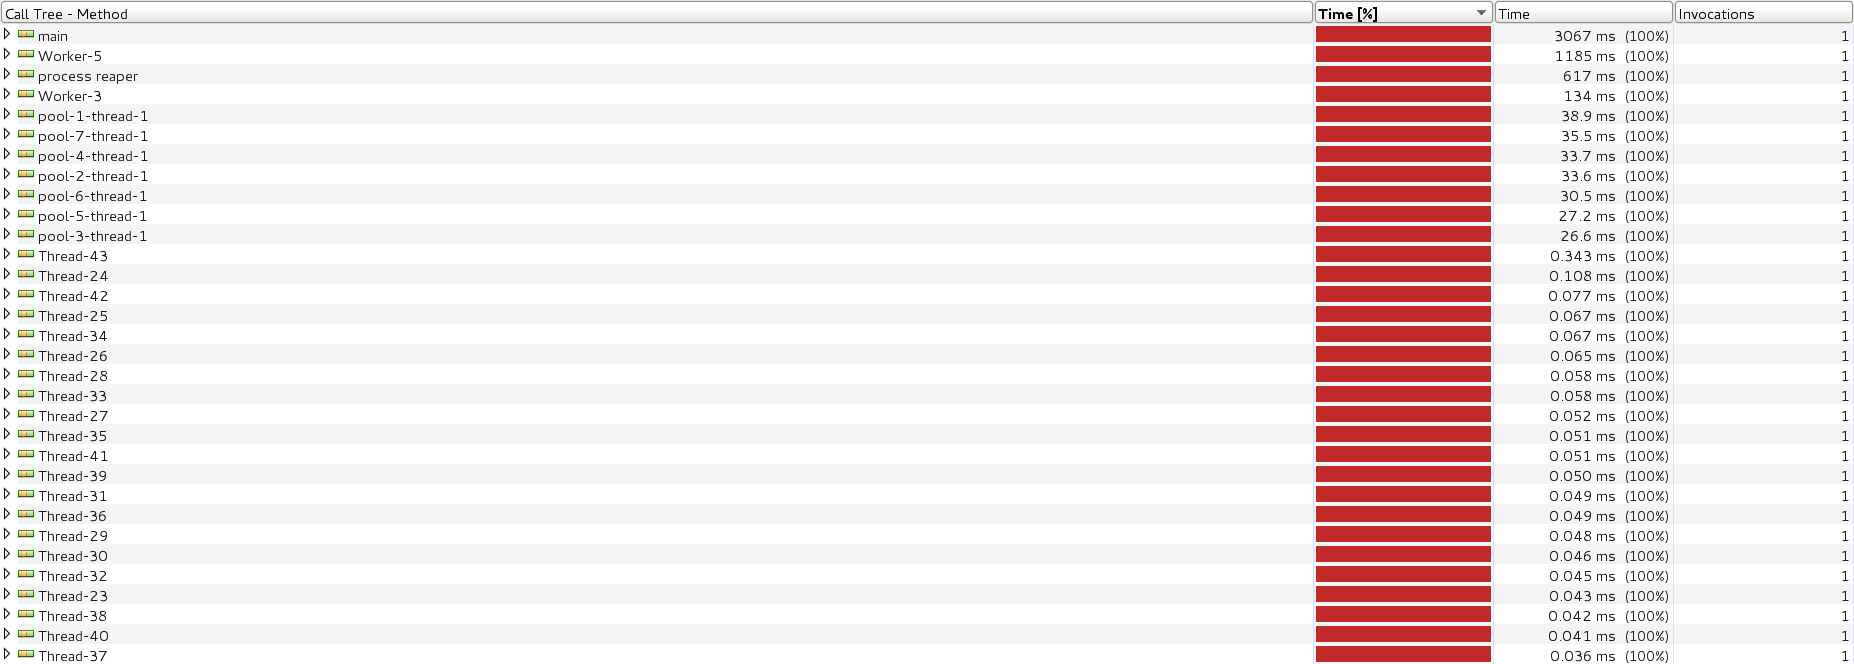 Call Tree - Method Time [%] Time Invocations
main 3067 ms (100%) 1
Worker-5 1185 ms (100%) 1
process reaper 617 ms (100%) 1
Worker-3 134 ms (100%) 1
pool-1-thread-1 38.9 ms (100%) 1
pool-7-thread-1 35.5 ms (100%) 1
pool-4-thread-1 33.7 ms (100%) 1
pool-2-thread-1 33.6 ms (100%) 1
pool-6-thread-1 30.5 ms (100%) 1
pool-5-thread-1 27.2 ms (100%) 1
pool-3-thread-1 26.6 ms (100%) 1
Thread-43 0.343 ms (100%) 1
Thread-24 0.108 ms (100%) 1
Thread-42 0.077 ms (100%) 1
Thread-25 0.067 ms (100%) 1
Thread-34 0.067 ms (100%) 1
Thread-26 0.065 ms (100%) 1
Thread-28 0.058 ms (100%) 1
Thread-33 0.058 ms (100%) 1
Thread-27 0.052 ms (100%) 1
Thread-35 0.051 ms (100%) 1
Thread-41 0.051 ms (100%) 1
Thread-39 0.050 ms (100%) 1
Thread-31 0.049 ms (100%) 1
Thread-36 0.049 ms (100%) 1
Thread-29 0.048 ms (100%) 1
Thread-30 0.046 ms (100%) 1
Thread-32 0.045 ms (100%) 1
Thread-23 0.043 ms (100%) 1
Thread-38 0.042 ms (100%) 1
Thread-40 0.041 ms (100%) 1
Thread-37 0.036 ms (100%) 1